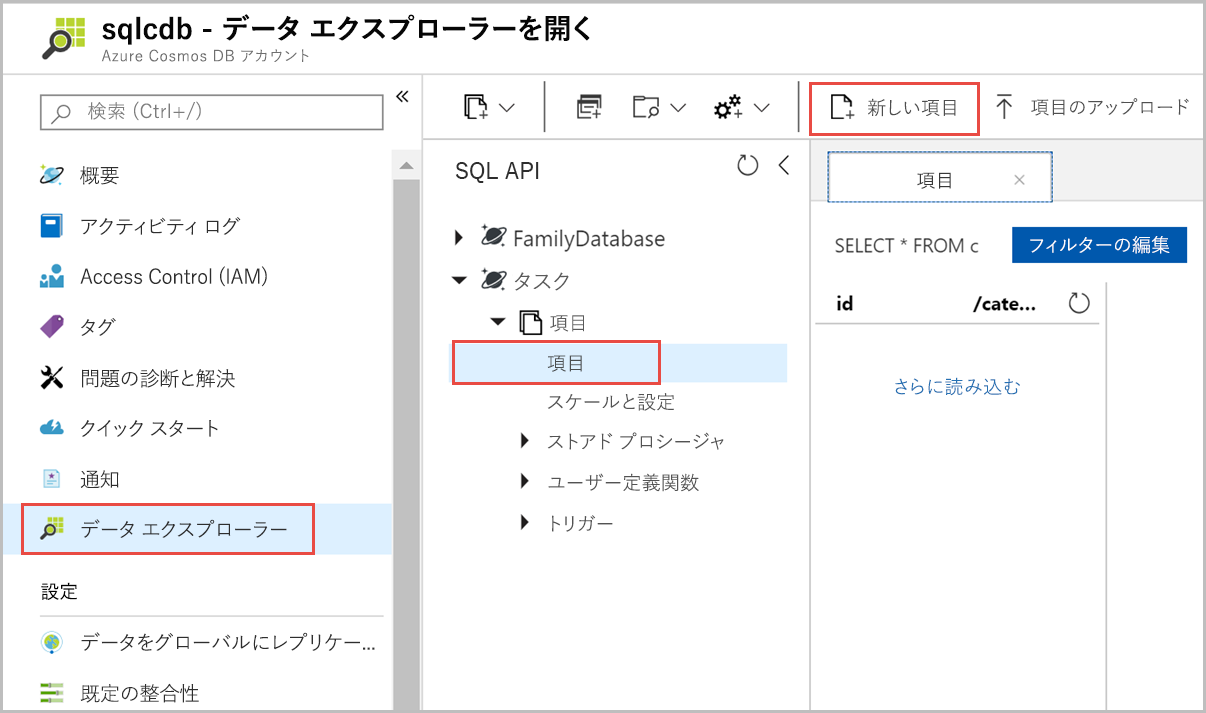 sqlcdb - データ エクスプローラーを開く
Azure Cosmos DB アカウント
検索 (Ctrl+/)
概要
アクティビティ ログ
Access Control (IAM)
タグ
問題の診断と解決
クイック スタート
通知
データ エクスプローラー
設定
データをグローバルにレプリケー...
既定の整合性
新しい項目
項目のアップロード
SQL API
FamilyDatabase
タスク
項目
項目
スケールと設定
ストアド プロシージャ
ユーザー定義関数
トリガー
項目
SELECT * FROM c
フィルターの編集
id /cate...
さらに読み込む